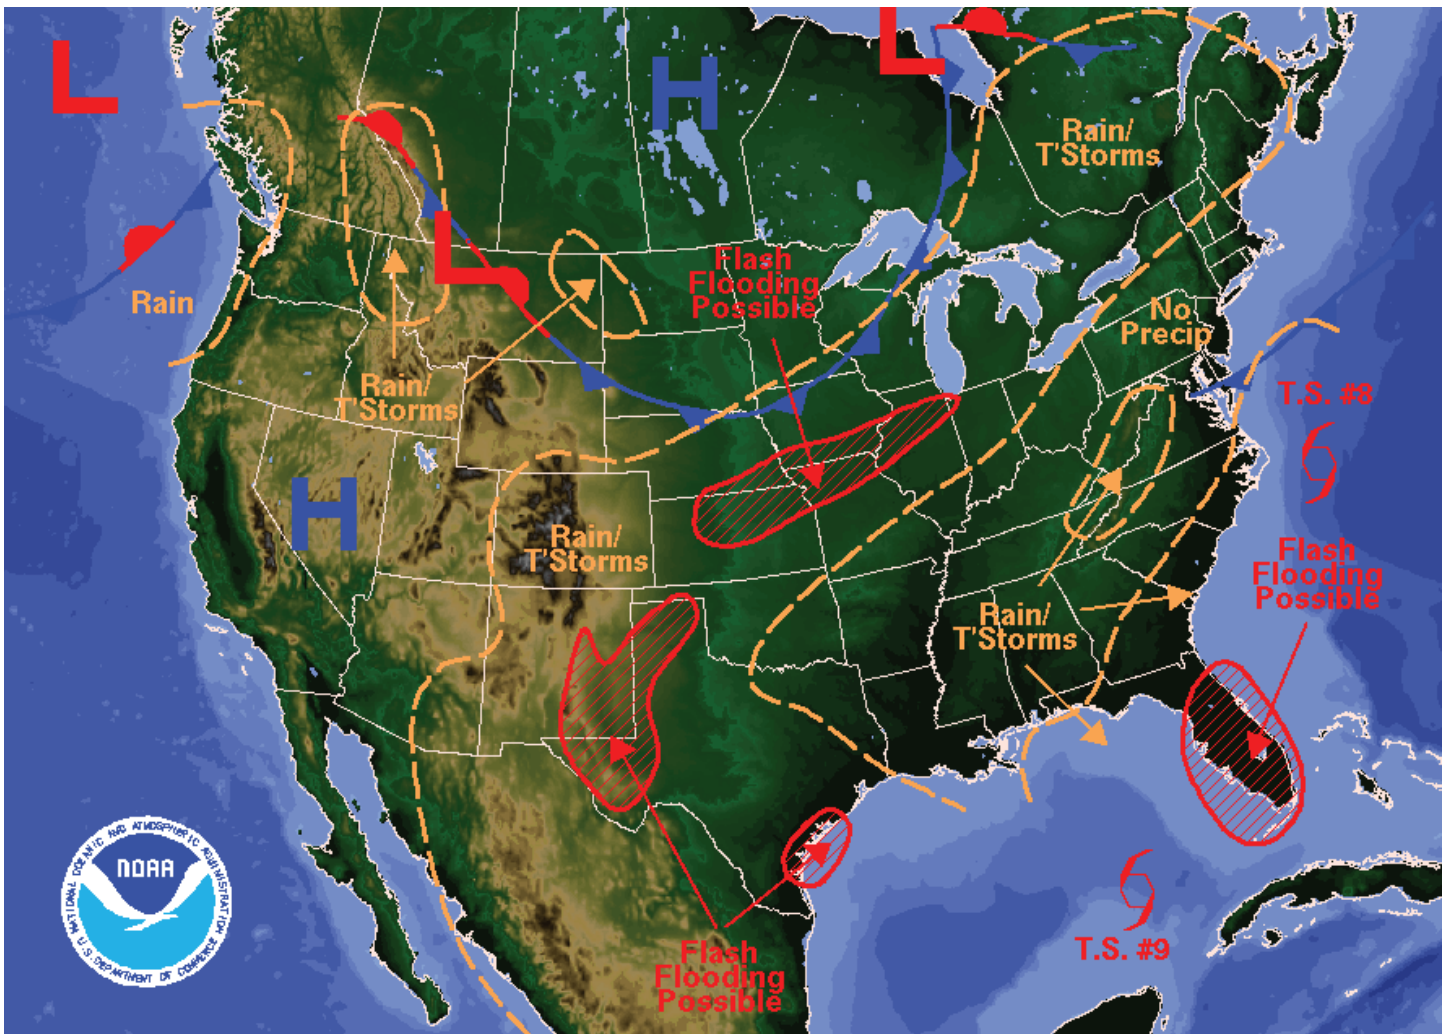 L
L
H
Rain/
T'Storms
L
Flash
Flooding
Possible
Rain
No
Precip
Rain/
T'Storms
T.S. #8
H
Rain/
T'Storms
Flash
Flooding
Possible
Rain/
T'Storms
NOAA
NATIONAL OCEANIC AND ATMOSPHERIC ADMINISTRATION
U.S. DEPARTMENT OF COMMERCE
T.S. #9
Flash
Flooding
Possible